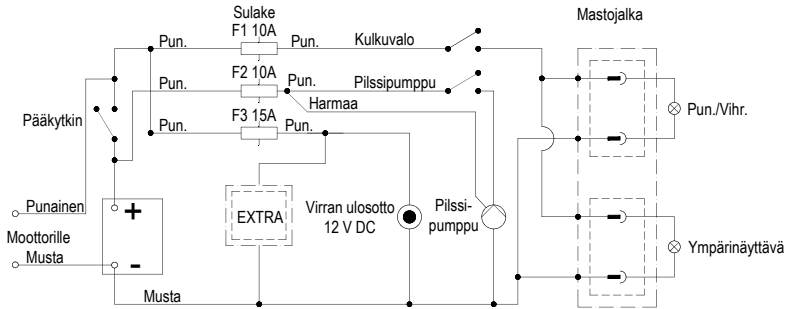 Sulake
Mastojalka
F1 10A
Pun.
Pun.
Kulkuvalo
F2 10A
Pun.
Pun.
Pilssipumppu
Harmaa
Pääkytkin
F3 15A
Pun.
Pun.
Pun./Vihr.
Punainen
+
EXTRA
Virran ulosotto
12 V DC
Pilssi-
pumppu
Moottorille
Musta
-
Ympärinäyttävä
Musta